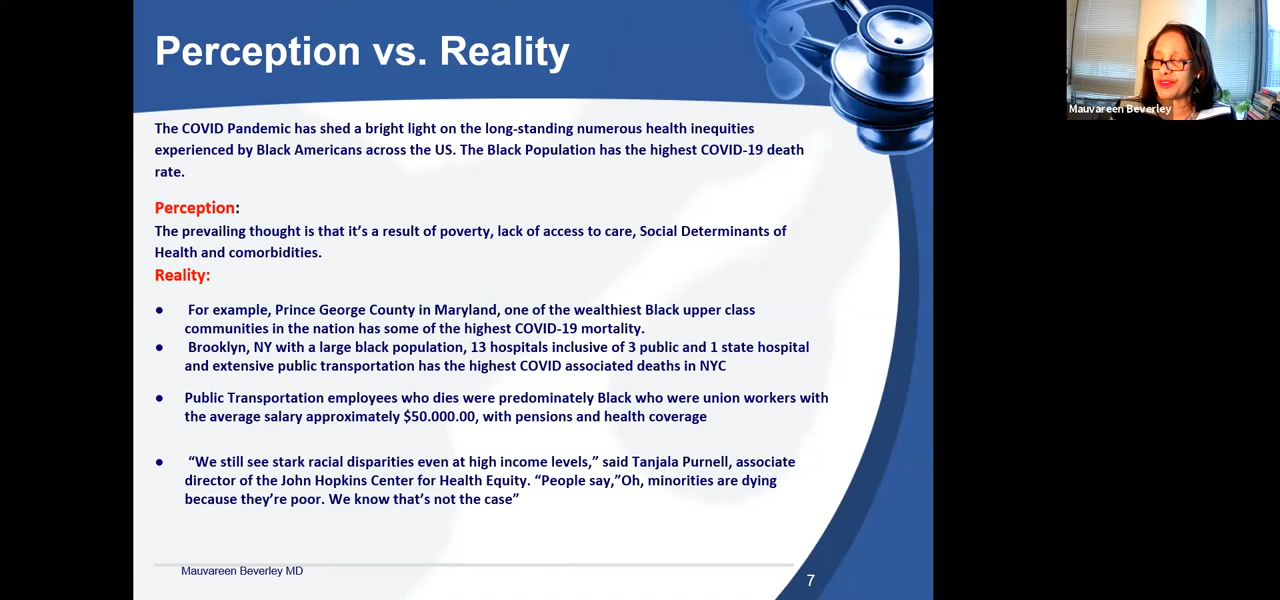 Perception vs. Reality
Mauvareen Beverley
The COVID Pandemic has shed a bright light on the long-standing numerous health inequities
experienced by Black Americans across the US. The Black Population has the highest COVID-19 death
rate.
Perception:
The prevailing thought is that it's a result of poverty, lack of access to care, Social Determinants of
Health and comorbidities.
Reality:
● For example, Prince George County in Maryland, one of the wealthiest Black upper class
communities in the nation has some of the highest COVID-19 mortality.
● Brooklyn, NY with a large black population, 13 hospitals inclusive of 3 public and 1 state hospital
and extensive public transportation has the highest COVID associated deaths in NYC
● Public Transportation employees who dies were predominately Black who were union workers with
the average salary approximately $50.000.00, with pensions and health coverage
● “We still see stark racial disparities even at high income levels,” said Tanjala Purnell, associate
director of the John Hopkins Center for Health Equity. “People say,”Oh, minorities are dying
because they're poor. We know that's not the case”
Mauvareen Beverley MD
7